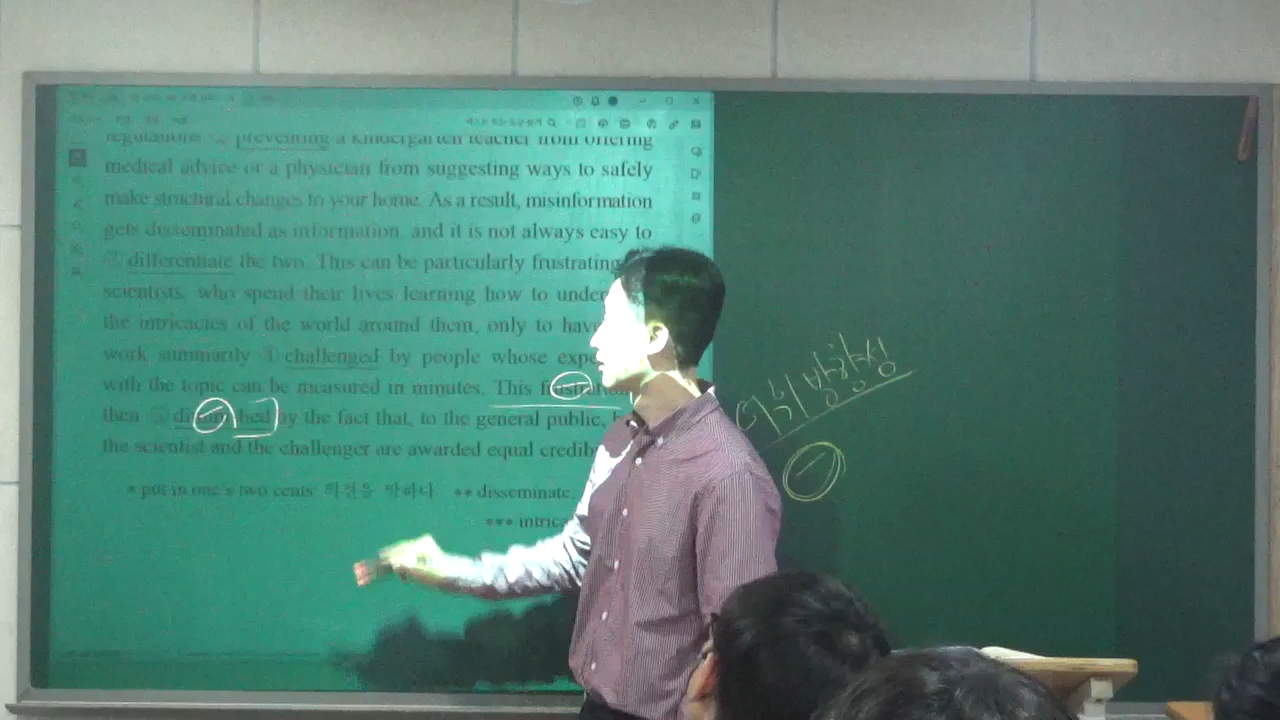 regulations ② preventing a kindergarten teacher from offering
medical advice or a physician from suggesting ways to safely
make structural changes to your home. As a result, misinformation
gets disseminated as information, and it is not always easy to
③ differentiate the two. This can be particularly frustrating
scientists, who spend their lives learning how to under
the intricacies of the world around them, only to have
work summarily ④ challenged by people whose expe
with the topic can be measured in minutes. This frustration
then ⑤ diminished by the fact that, to the general public,
the scientist and the challenger are awarded equal credib
* put in one's two cents: 의견을 말하다 ** disseminate:
*** intrica
어휘 방향성